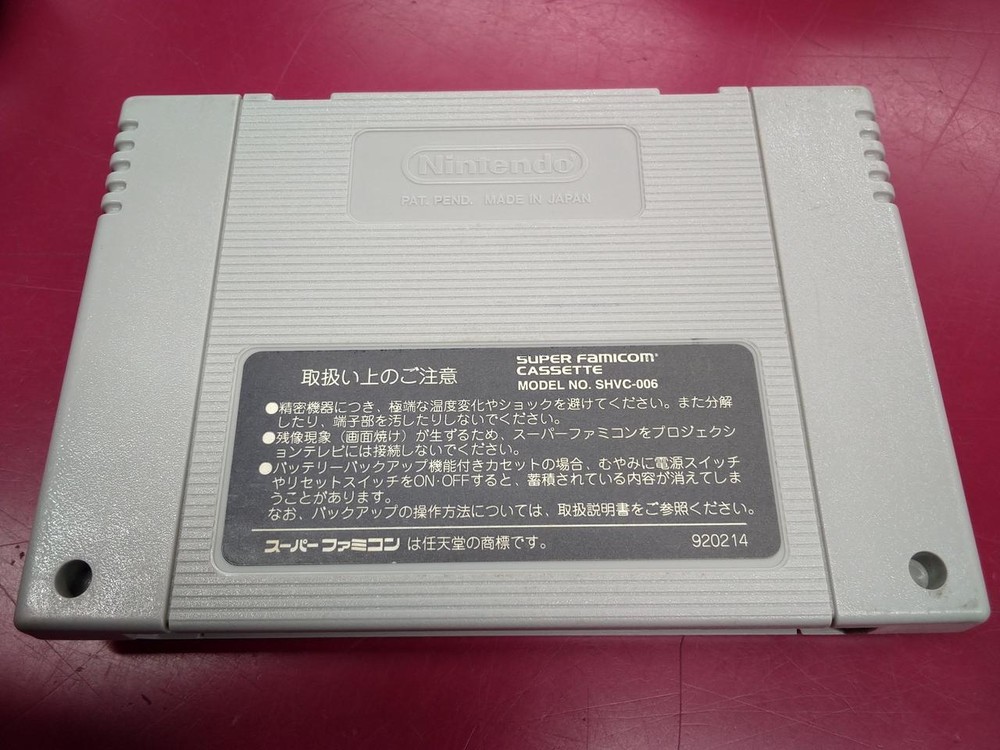 Nintendo
PAT. PEND. MADE IN JAPAN
取扱い上のご注意
SUPER FAMICOM
CASSETTE
MODEL NO. SHVC-006
●精密機器につき、極端な温度変化やショックを避けてください。また分解
したり、端子部を汚したりしないでください。
●残像現象（画面焼け）が生ずるため、スーパーファミコンをプロジェクシ
ョンテレビには接続しないでください。
●バッテリーバックアップ機能付きカセットの場合、むやみに電源スイッチ
やリセットスイッチをON・OFFすると、蓄積されている内容が消えてしま
うことがあります。
なお、バックアップの操作方法については、取扱説明書をご参照ください。
スーパーファミコン は任天堂の商標です。 920214